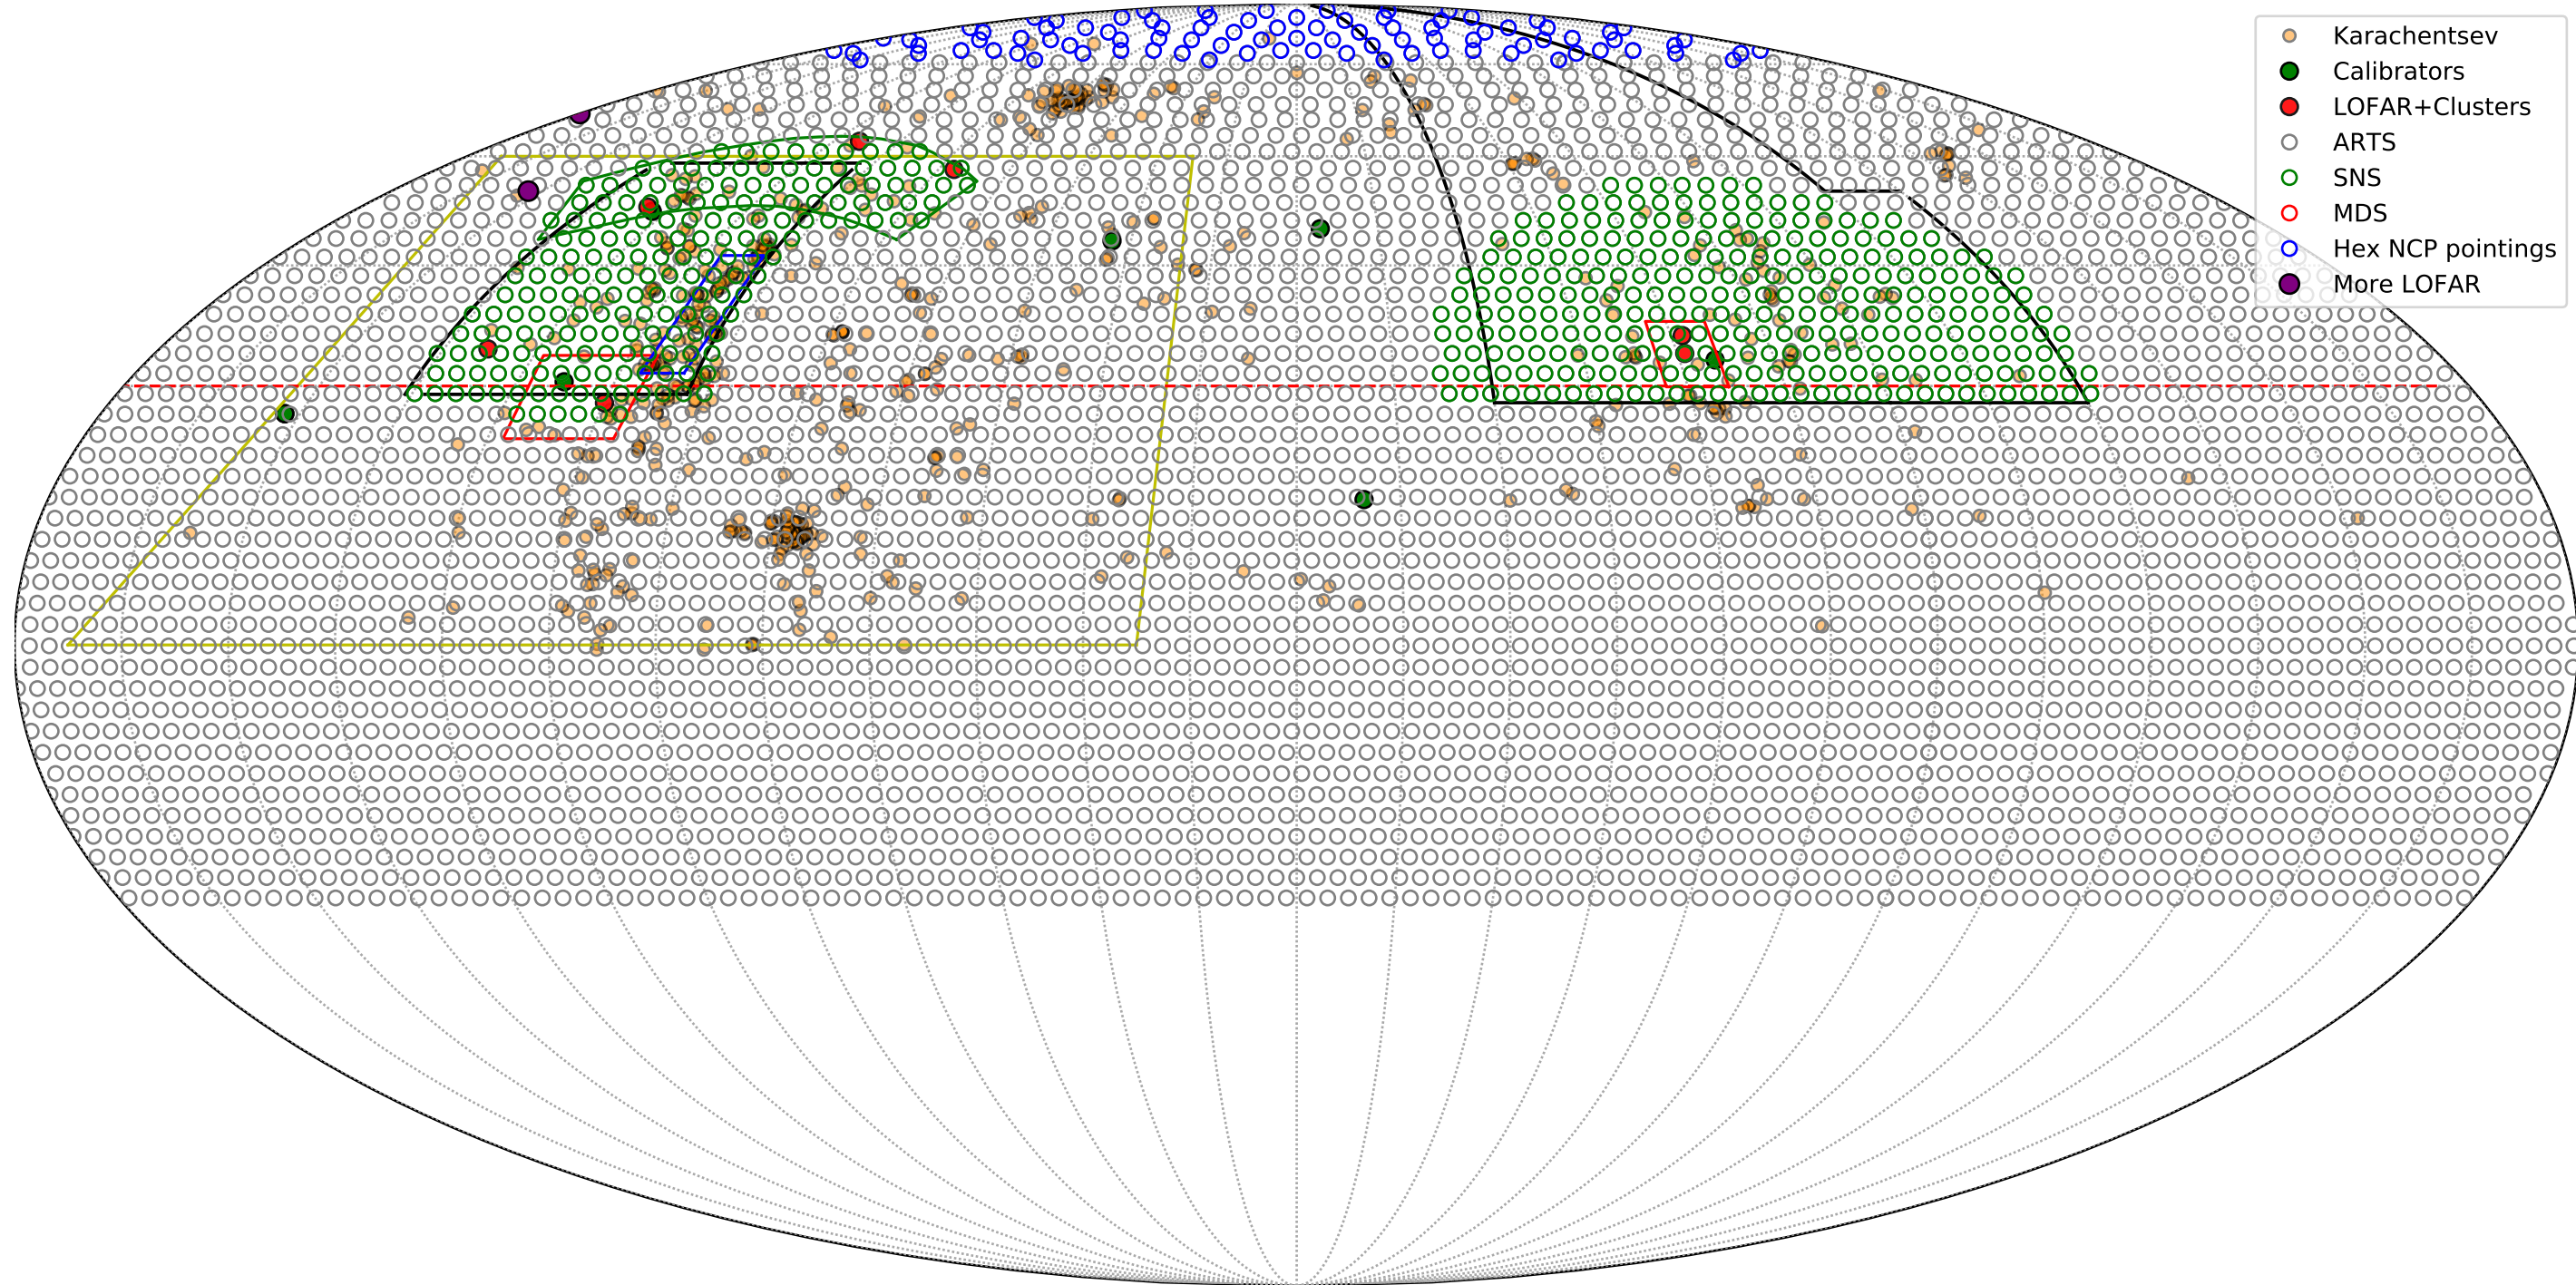 Karachentsev
Calibrators
LOFAR+Clusters
ARTS
SNS
MDS
Hex NCP pointings
More LOFAR